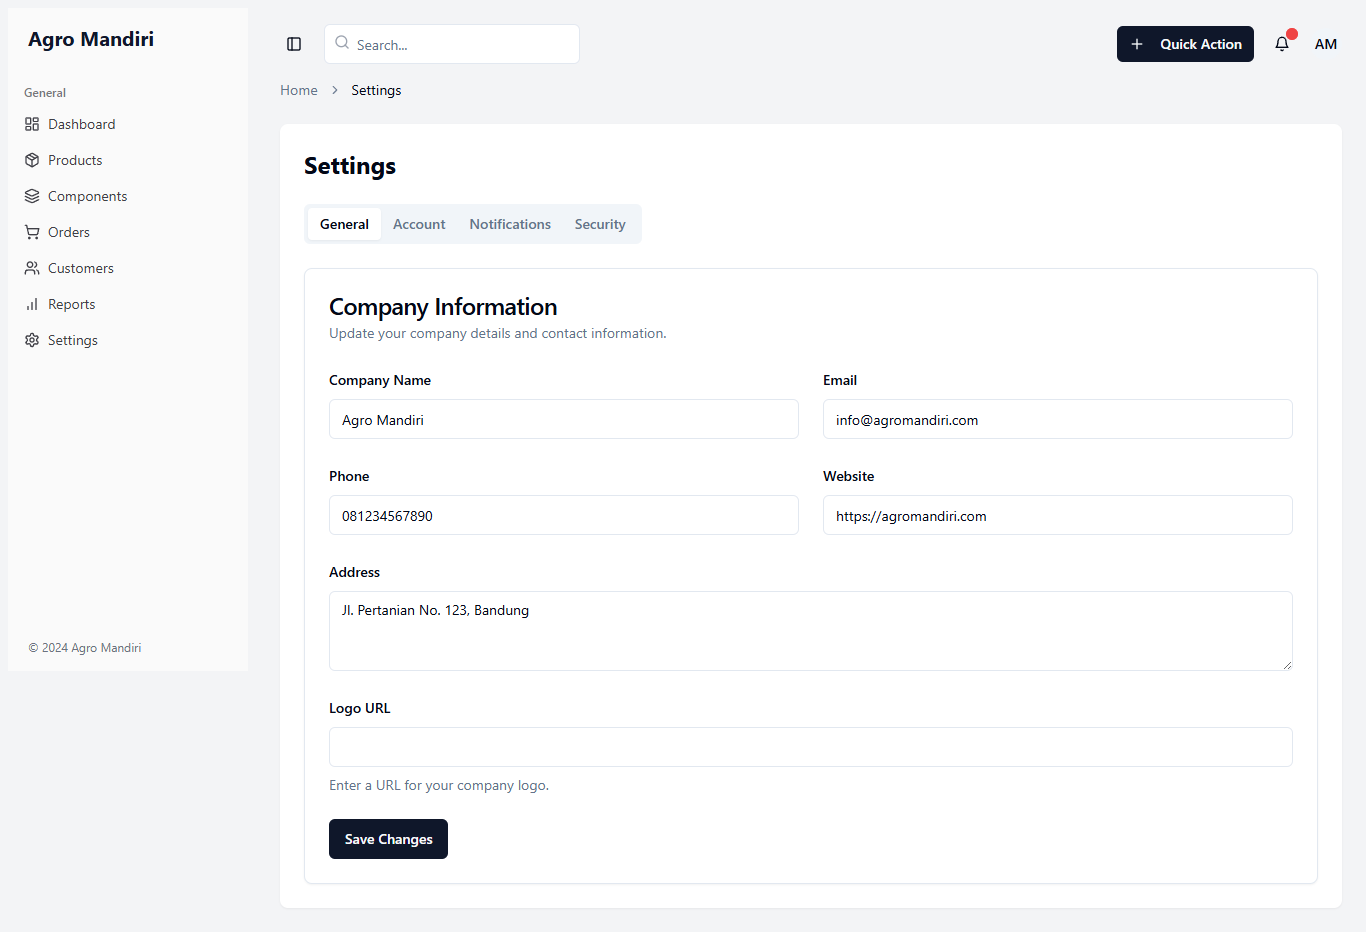 Agro Mandiri
General
Dashboard
Products
Components
Orders
Customers
Reports
Settings
© 2024 Agro Mandiri
Search...
Quick Action
AM
Home > Settings
Settings
General Account Notifications Security
Company Information
Update your company details and contact information.
Company Name
Agro Mandiri
Email
info@agromandiri.com
Phone
081234567890
Website
https://agromandiri.com
Address
Jl. Pertanian No. 123, Bandung
Logo URL
Enter a URL for your company logo.
Save Changes